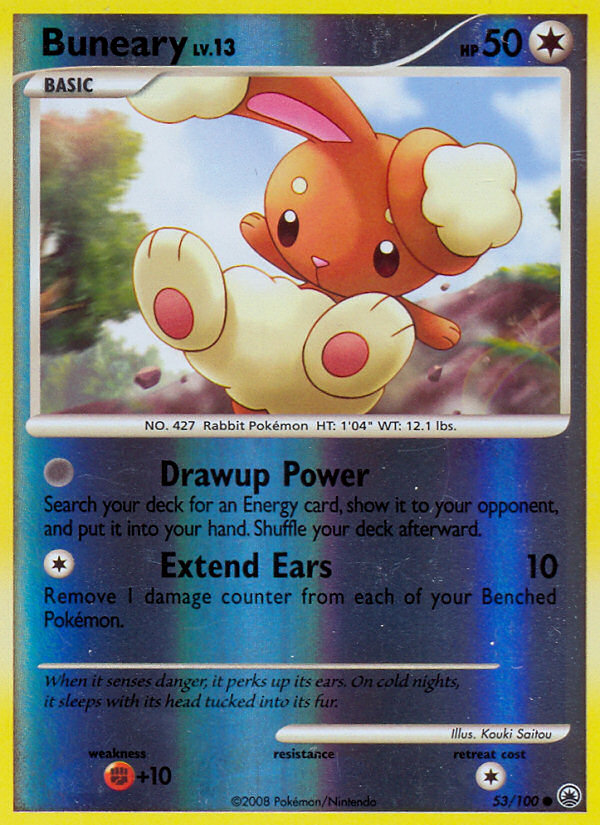 Buneary LV.13
HP 50
BASIC
NO. 427 Rabbit Pokémon HT: 1'04" WT: 12.1 lbs.
Drawup Power
Search your deck for an Energy card, show it to your opponent,
and put it into your hand. Shuffle your deck afterward.
Extend Ears 10
Remove 1 damage counter from each of your Benched
Pokémon.
When it senses danger, it perks up its ears. On cold nights,
it sleeps with its head tucked into its fur.
Illus. Kouki Saitou
weakness resistance retreat cost
+10
©2008 Pokémon/Nintendo 53/100